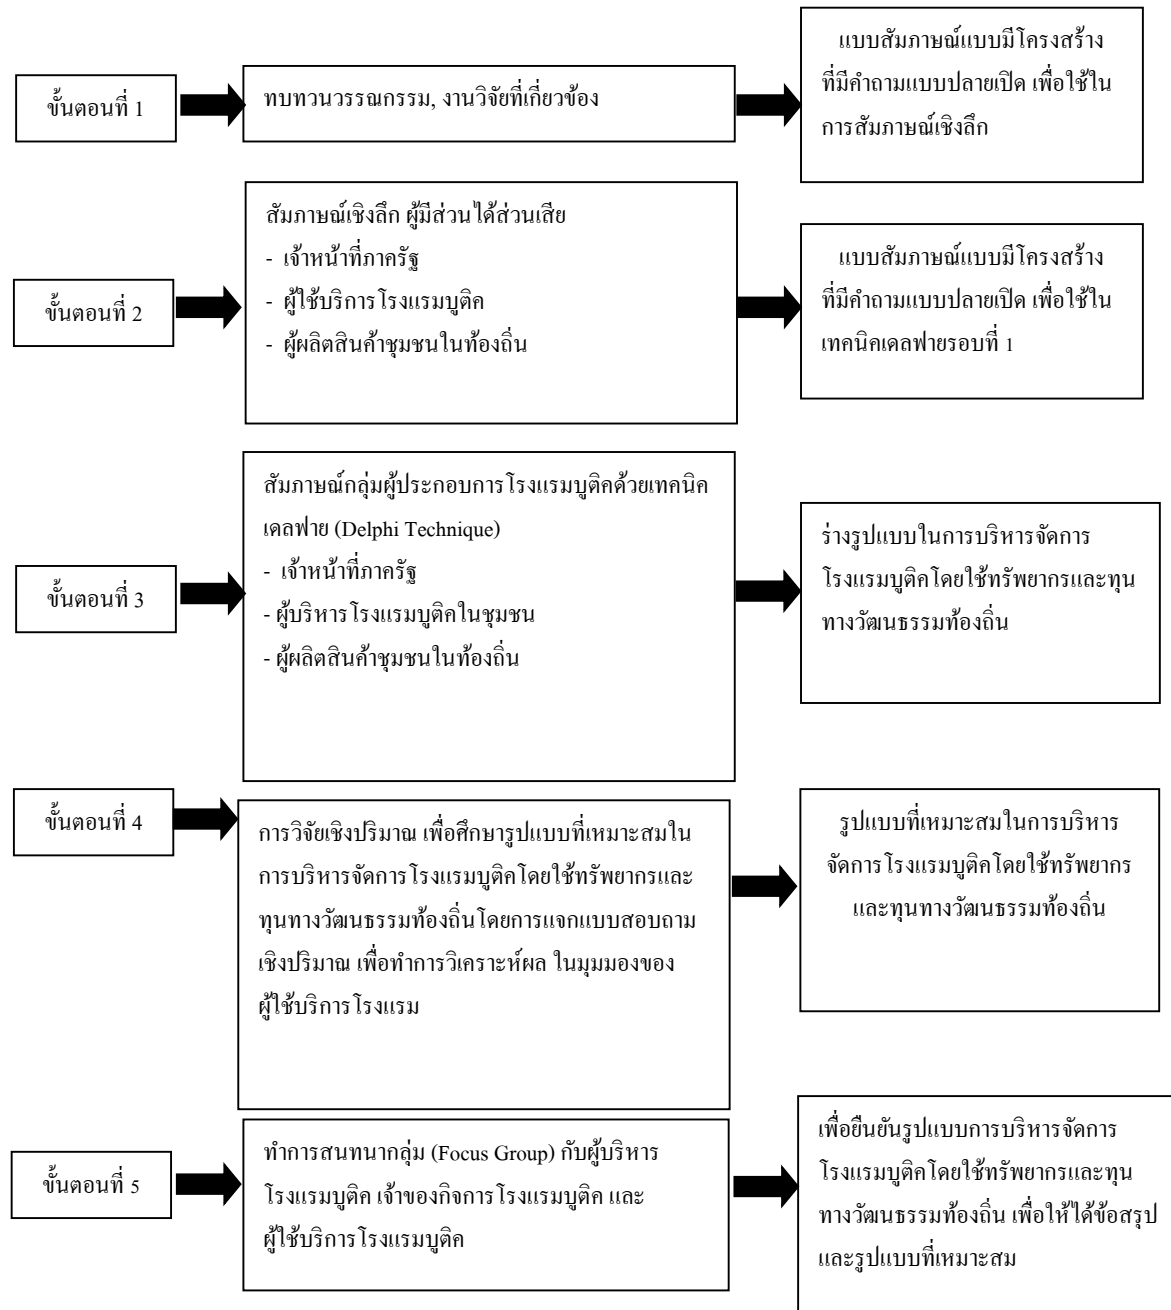 ขั้นตอนที่ 1
ทบทวนวรรณกรรม, งานวิจัยที่เกี่ยวข้อง
แบบสัมภาษณ์แบบมีโครงสร้าง
ที่มีคำถามแบบปลายเปิด เพื่อใช้ใน
การสัมภาษณ์เชิงลึก
ขั้นตอนที่ 2
สัมภาษณ์เชิงลึก ผู้มีส่วนได้ส่วนเสีย
- เจ้าหน้าที่ภาครัฐ
- ผู้ใช้บริการโรงแรมบูติค
- ผู้ผลิตสินค้าชุมชนในท้องถิ่น
แบบสัมภาษณ์แบบมีโครงสร้าง
ที่มีคำถามแบบปลายเปิด เพื่อใช้ใน
เทคนิคเดลฟายรอบที่ 1
ขั้นตอนที่ 3
สัมภาษณ์กลุ่มผู้ประกอบการโรงแรมบูติคด้วยเทคนิค
เดลฟาย (Delphi Technique)
- เจ้าหน้าที่ภาครัฐ
- ผู้บริหารโรงแรมบูติคในชุมชน
- ผู้ผลิตสินค้าชุมชนในท้องถิ่น
ร่างรูปแบบในการบริหารจัดการ
โรงแรมบูติคโดยใช้ทรัพยากรและทุน
ทางวัฒนธรรมท้องถิ่น
ขั้นตอนที่ 4
การวิจัยเชิงปริมาณ เพื่อศึกษารูปแบบที่เหมาะสมใน
การบริหารจัดการโรงแรมบูติคโดยใช้ทรัพยากรและ
ทุนทางวัฒนธรรมท้องถิ่นโดยการแจกแบบสอบถาม
เชิงปริมาณ เพื่อทำการวิเคราะห์ผล ในมุมมองของ
ผู้ใช้บริการโรงแรม
รูปแบบที่เหมาะสมในการบริหาร
จัดการโรงแรมบูติคโดยใช้ทรัพยากร
และทุนทางวัฒนธรรมท้องถิ่น
ขั้นตอนที่ 5
ทำการสนทนากลุ่ม (Focus Group) กับผู้บริหาร
โรงแรมบูติค เจ้าของกิจการโรงแรมบูติค และ
ผู้ใช้บริการโรงแรมบูติค
เพื่อยืนยันรูปแบบการบริหารจัดการ
โรงแรมบูติคโดยใช้ทรัพยากรและทุน
ทางวัฒนธรรมท้องถิ่น เพื่อให้ได้ข้อสรุป
และรูปแบบที่เหมาะสม